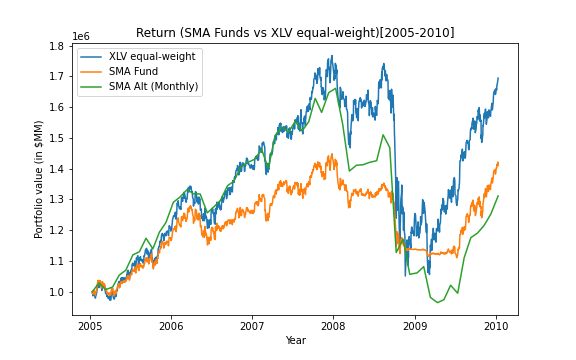 Return (SMA Funds vs XLV equal-weight)[2005-2010]
1e6
XLV equal-weight
SMA Fund
SMA Alt (Monthly)
1.8
1.7
1.6
1.5
1.4
1.3
1.2
1.1
1.0
Portfolio value (in $MM)
2005 2006 2007 2008 2009 2010
Year